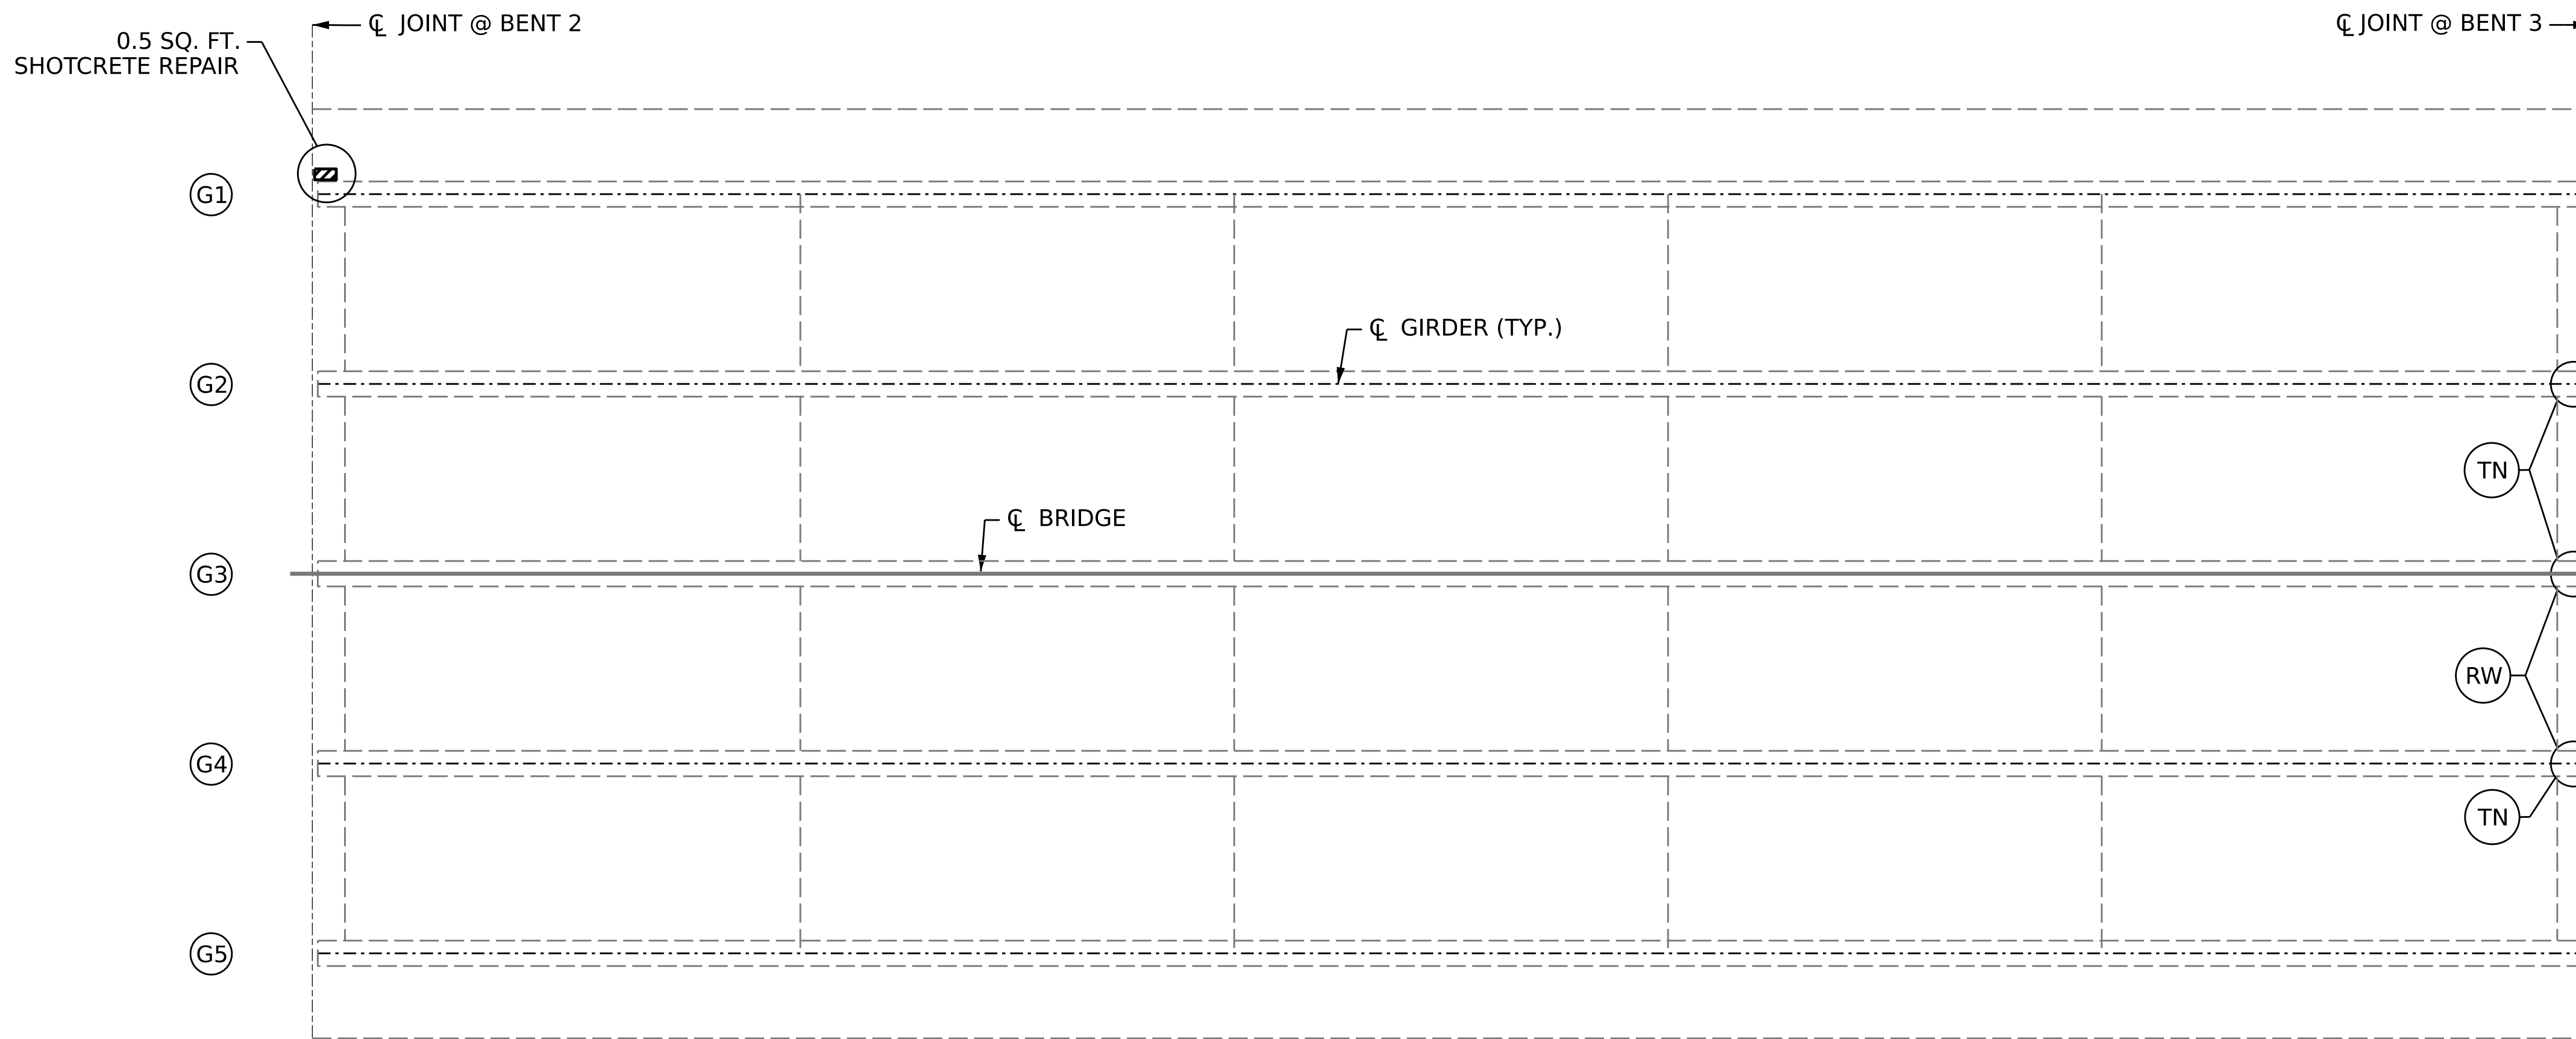 ℄ JOINT @ BENT 2
℄ JOINT @ BENT 3
0.5 SQ. FT.
SHOTCRETE REPAIR
G1
℄ GIRDER (TYP.)
G2
TN
℄ BRIDGE
G3
RW
G4
TN
G5